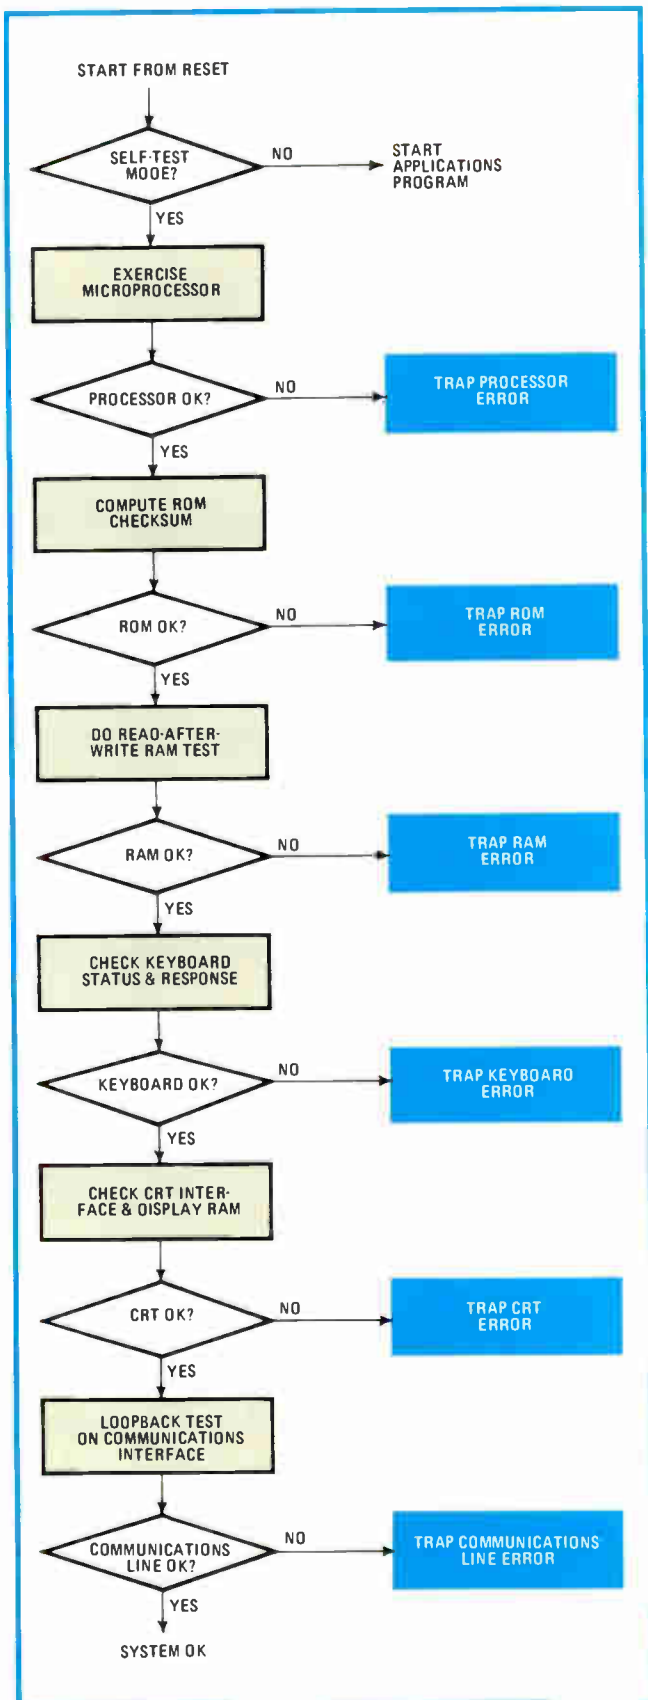 START FROM RESET
SELF-TEST
MODE?
NO
START
APPLICATIONS
PROGRAM
YES
EXERCISE
MICROPROCESSOR
PROCESSOR OK?
NO
TRAP PROCESSOR
ERROR
YES
COMPUTE ROM
CHECKSUM
ROM OK?
NO
TRAP ROM
ERROR
YES
DO READ-AFTER-
WRITE RAM TEST
RAM OK?
NO
TRAP RAM
ERROR
YES
CHECK KEYBOARD
STATUS & RESPONSE
KEYBOARD OK?
NO
TRAP KEYBOARD
ERROR
YES
CHECK CRT INTER-
FACE & DISPLAY RAM
CRT OK?
NO
TRAP CRT
ERROR
YES
LOOPBACK TEST
ON COMMUNICATIONS
INTERFACE
COMMUNICATIONS
LINE OK?
NO
TRAP COMMUNICATIONS
LINE ERROR
YES
SYSTEM OK